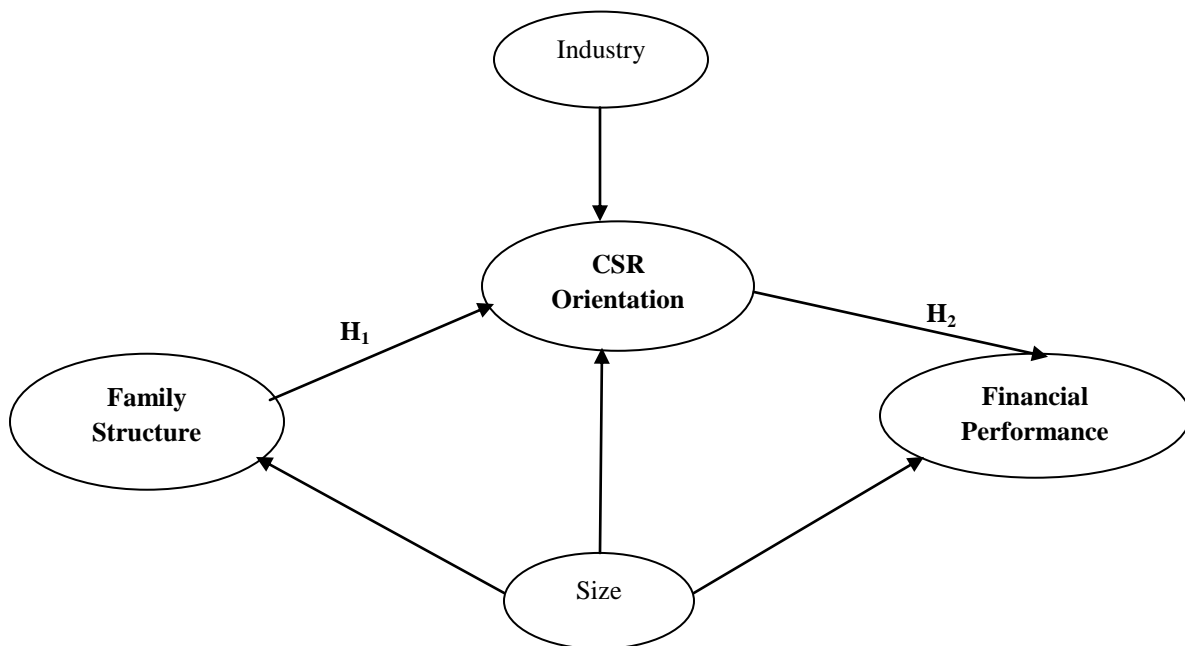 Industry
CSR
Orientation
H₁
H₂
Family
Structure
Financial
Performance
Size